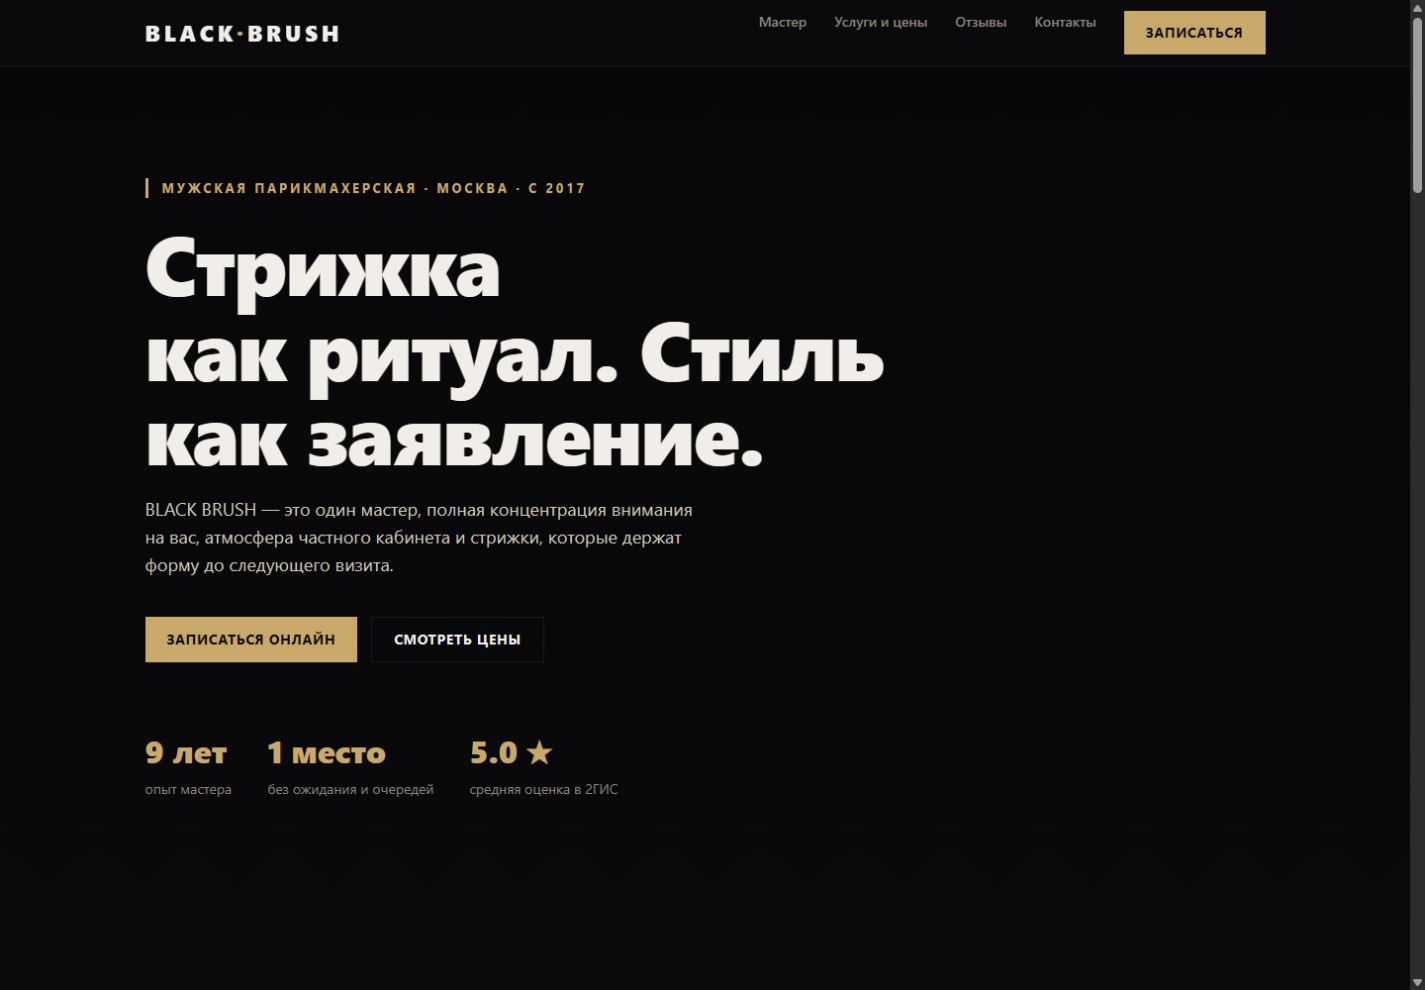 BLACK·BRUSH
Мастер
Услуги и цены
Отзывы
Контакты
ЗАПИСАТЬСЯ
МУЖСКАЯ ПАРИКМАХЕРСКАЯ · МОСКВА · С 2017
Стрижка
как ритуал. Стиль
как заявление.
BLACK BRUSH — это один мастер, полная концентрация внимания
на вас, атмосфера частного кабинета и стрижки, которые держат
форму до следующего визита.
ЗАПИСАТЬСЯ ОНЛАЙН
СМОТРЕТЬ ЦЕНЫ
9 лет
опыт мастера
1 место
без ожидания и очередей
5.0 ★
средняя оценка в 2ГИС